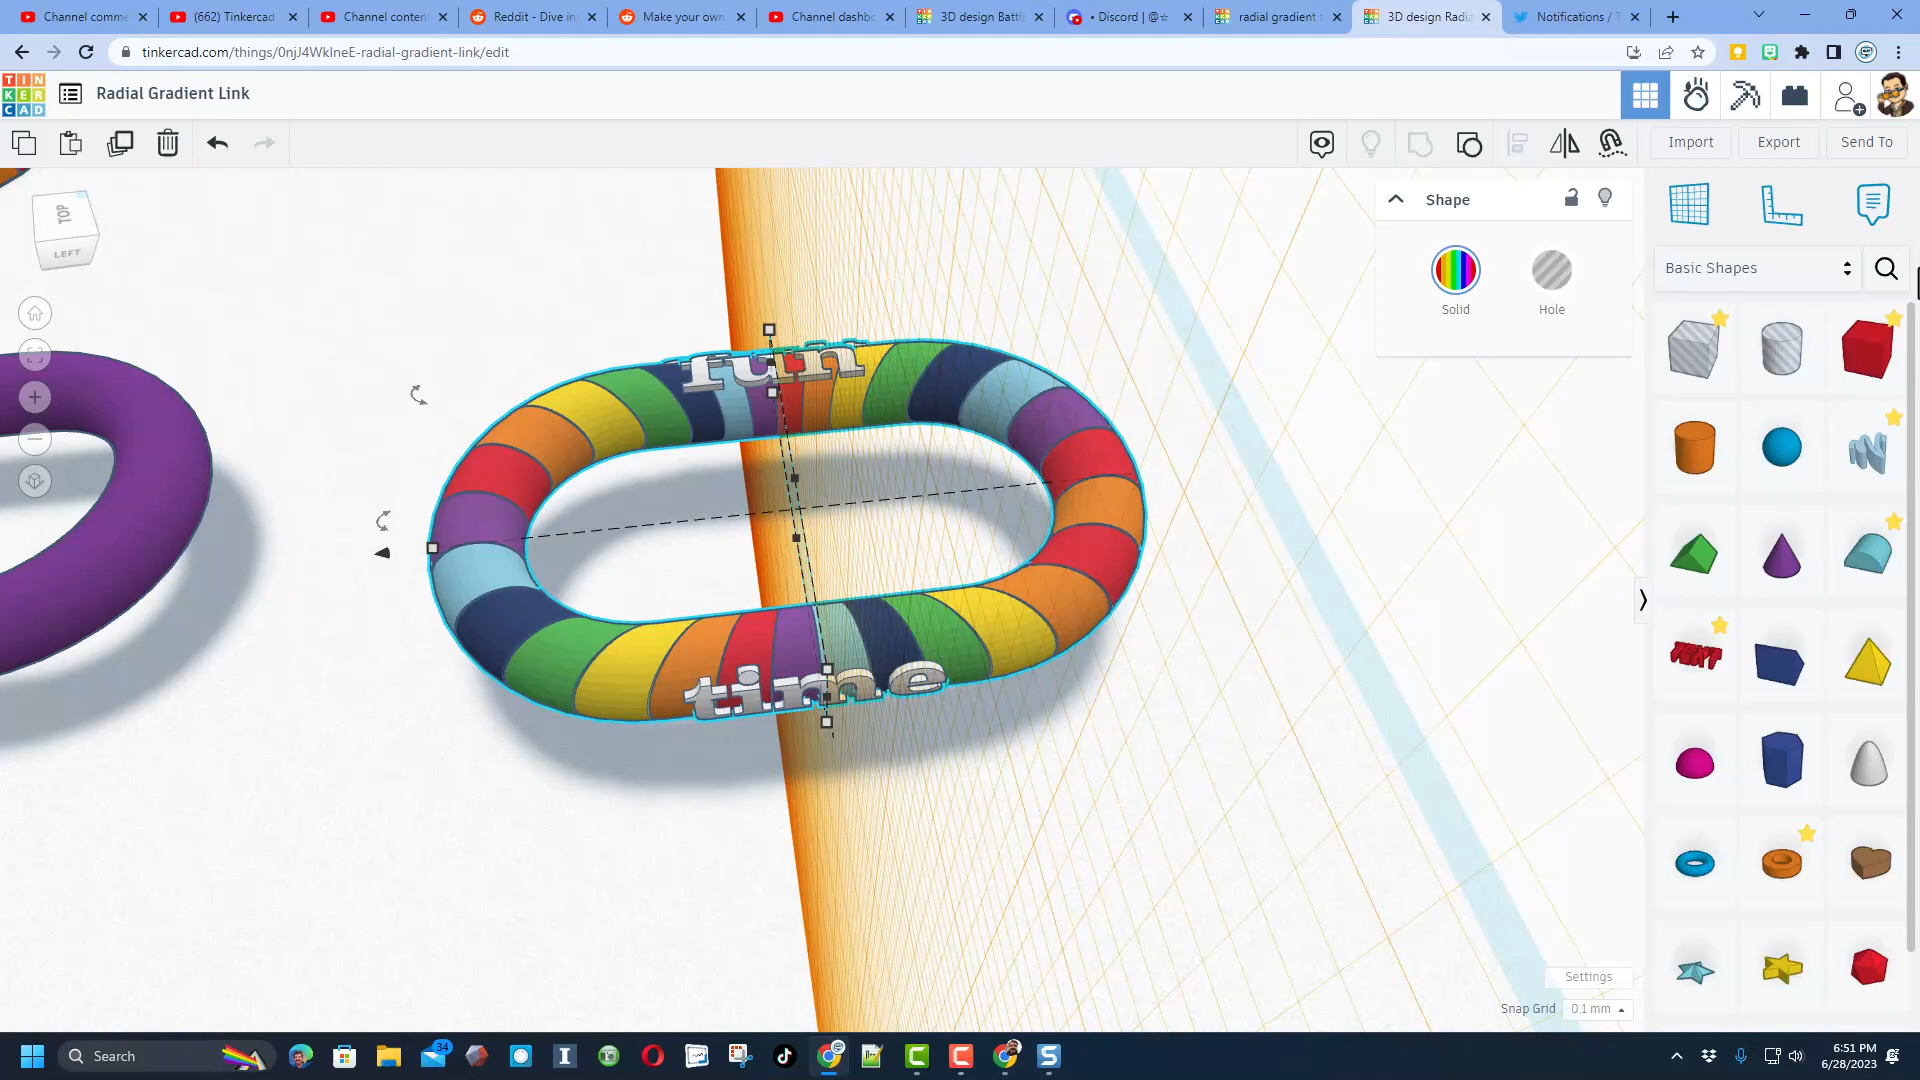 Channel comme
(662) Tinkercad
Channel conten
Reddit - Dive in
Make your own
Channel dashbo
3D design Battl
• Discord | @☆
radial gradient t
3D design Radia
Notifications / T
tinkercad.com/things/0njJ4WklneE-radial-gradient-link/edit
TIN
KER
CAD
Radial Gradient Link
Import
Export
Send To
TOP
LEFT
Shape
Solid
Hole
Basic Shapes
TEXT
fun
time
Settings
Snap Grid
0.1 mm
Search
34
6:51 PM
6/28/2023